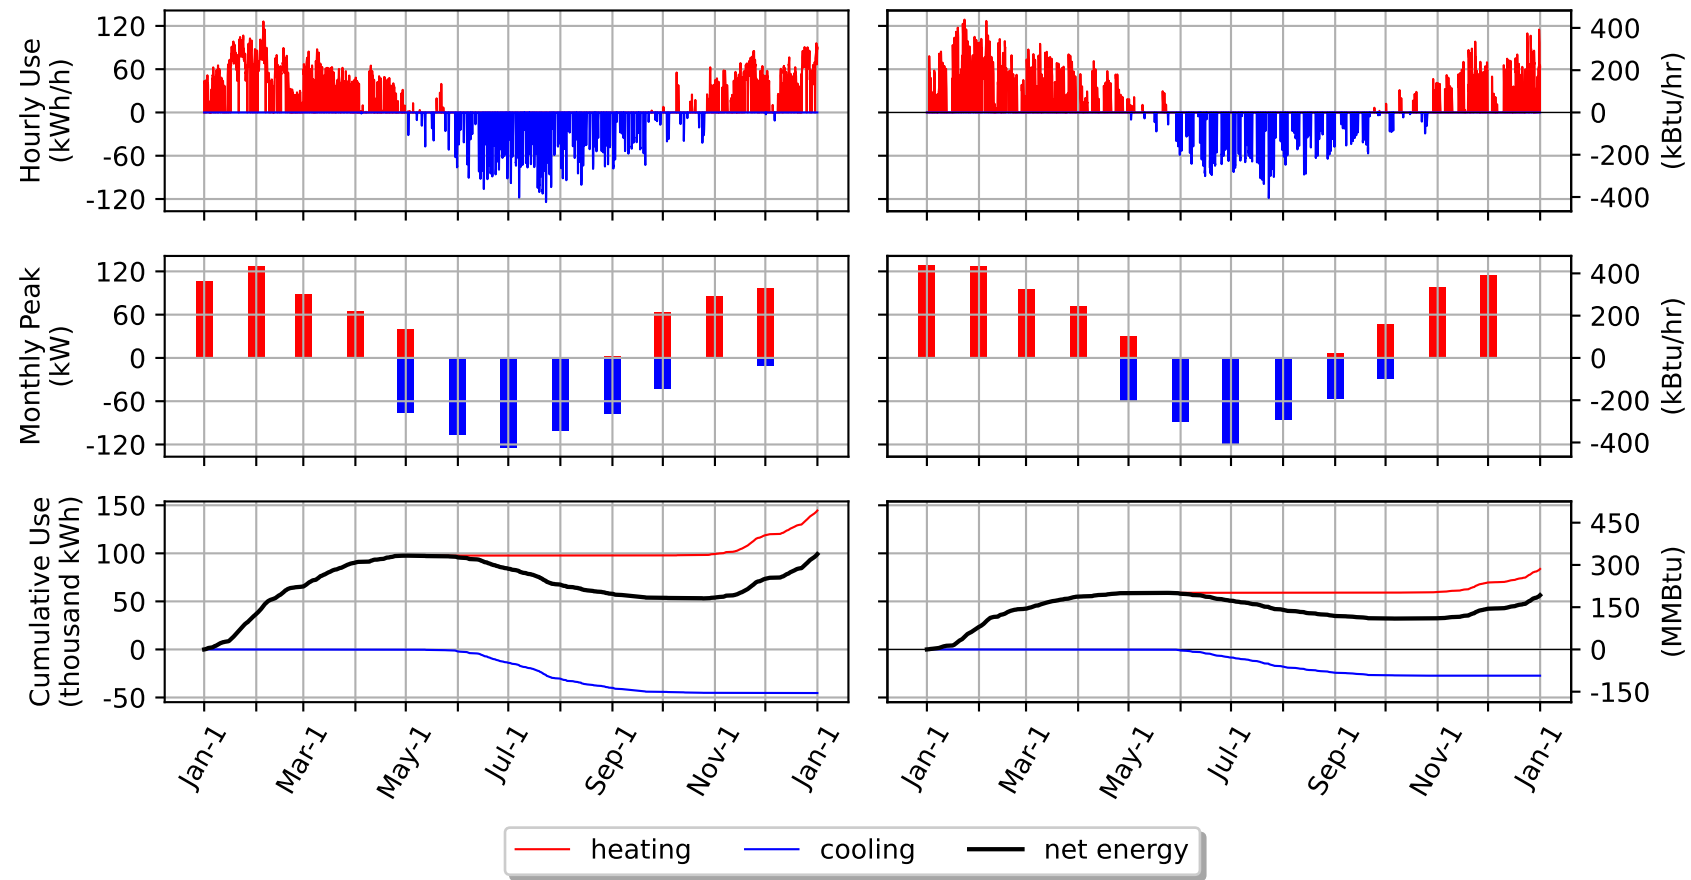 Hourly Use
(kWh/h)
120
60
0
-60
-120
400
200
0
-200
-400
(kBtu/hr)
Monthly Peak
(kW)
120
60
0
-60
-120
400
200
0
-200
-400
(kBtu/hr)
Cumulative Use
(thousand kWh)
150
100
50
0
-50
450
300
150
0
-150
(MMBtu)
Jan-1 Mar-1 May-1 Jul-1 Sep-1 Nov-1 Jan-1
Jan-1 Mar-1 May-1 Jul-1 Sep-1 Nov-1 Jan-1
heating cooling net energy